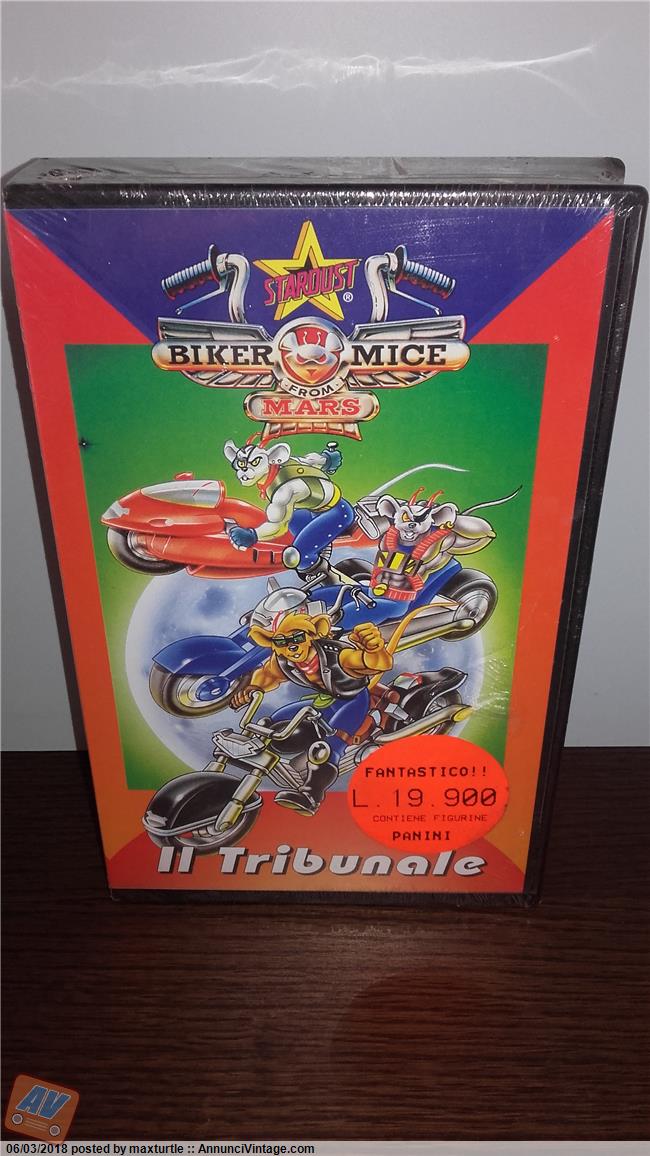 STARDUST ®
BIKER MICE
FROM
MARS
FANTASTICO!!
L.19.900
CONTIENE FIGURINE
PANINI
Il Tribunale
AV
06/03/2018 posted by maxturtle :: AnnunciVintage.com